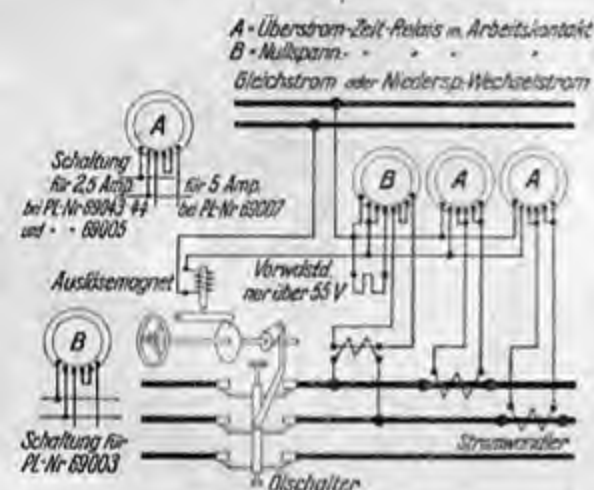 A = Überstrom-Zeit-Relais m. Arbeitskontakt
B = Nullspann.- " " " "
Gleichstrom oder Niedersp.-Wechselstrom
A
Schaltung
für 2,5 Amp.
bei PL-Nr 69043 44
und " " 69005
für 5 Amp.
bei PL-Nr 69007
B
A
A
Auslösemagnet
Vorwdstd.
nur über 55 V
B
Schaltung für
PL-Nr 69003
Stromwandler
Ölschalter